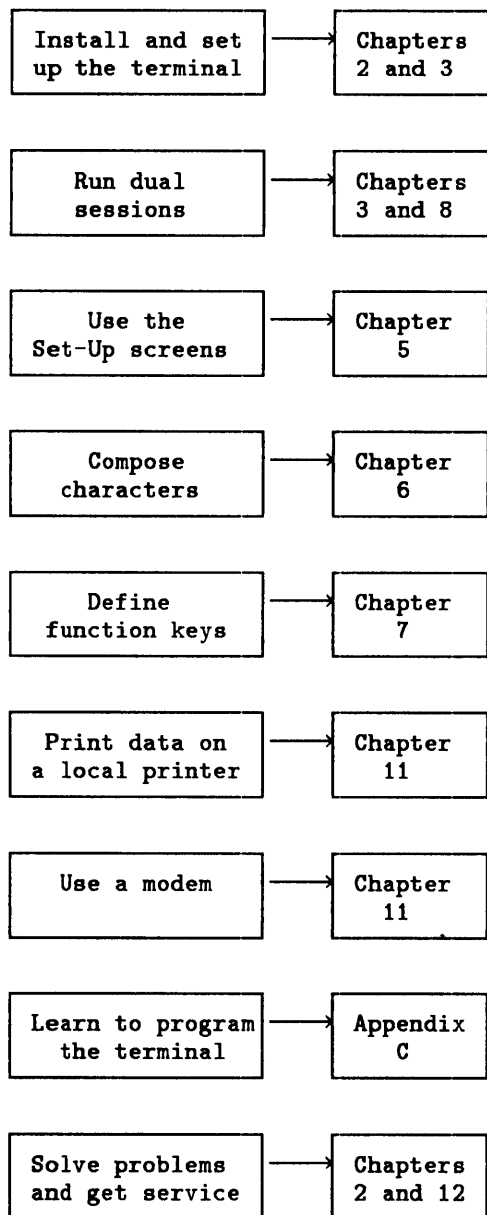 Install and set
up the terminal
Chapters
2 and 3
Run dual
sessions
Chapters
3 and 8
Use the
Set-Up screens
Chapter
5
Compose
characters
Chapter
6
Define
function keys
Chapter
7
Print data on
a local printer
Chapter
11
Use a modem
Chapter
11
Learn to program
the terminal
Appendix
C
Solve problems
and get service
Chapters
2 and 12